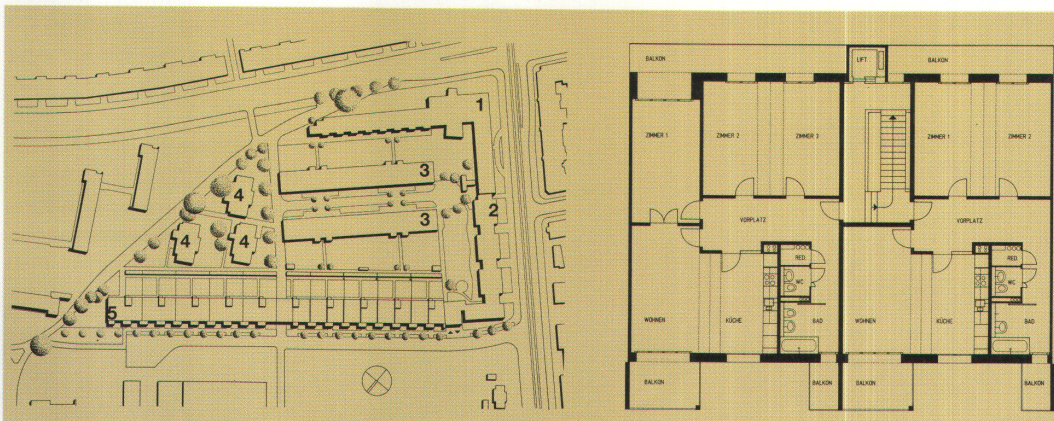 1
3
2
4
3
4
4
5
BALKON
LIFT
BALKON
ZIMMER 1
ZIMMER 2
ZIMMER 3
ZIMMER 1
ZIMMER 2
VORPLATZ
VORPLATZ
RED.
RED.
WC
WC
WOHNEN
KÜCHE
BAD
WOHNEN
KÜCHE
BAD
BALKON
BALKON
BALKON
BALKON